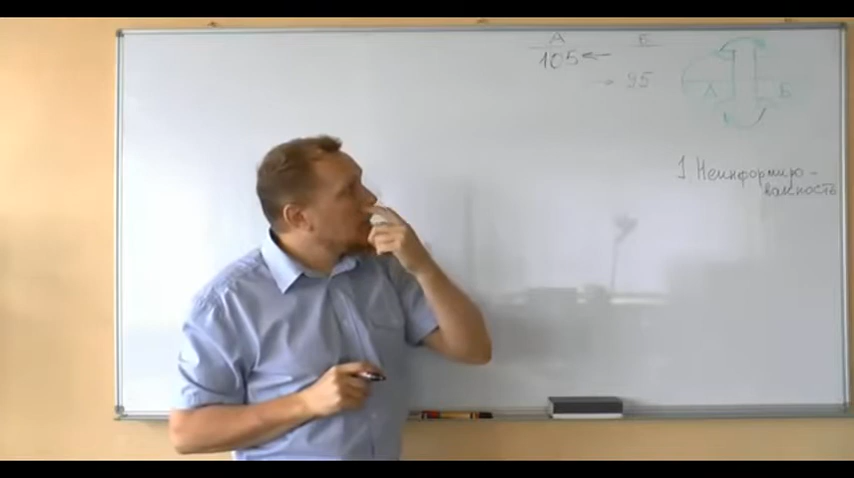 А Б
105 ←
→ 95
А Б
1. Неинформиро-
ванность